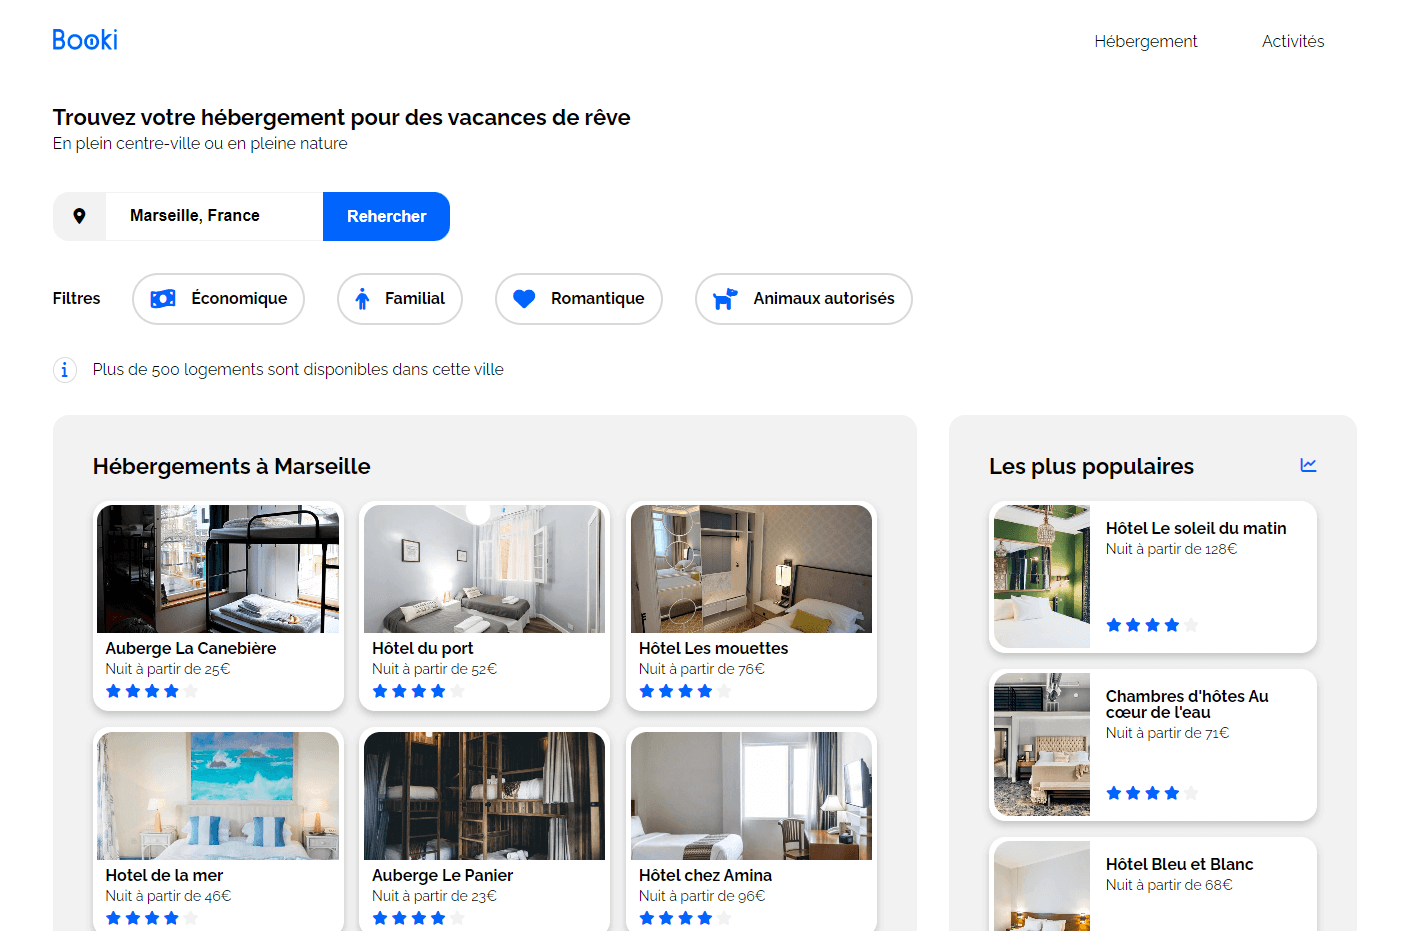 Booki
Hébergement
Activités
Trouvez votre hébergement pour des vacances de rêve
En plein centre-ville ou en pleine nature
Marseille, France
Rehercher
Filtres
Économique
Familial
Romantique
Animaux autorisés
Plus de 500 logements sont disponibles dans cette ville
Hébergements à Marseille
Auberge La Canebière
Nuit à partir de 25€
Hôtel du port
Nuit à partir de 52€
Hôtel Les mouettes
Nuit à partir de 76€
Hotel de la mer
Nuit à partir de 46€
Auberge Le Panier
Nuit à partir de 23€
Hôtel chez Amina
Nuit à partir de 96€
Les plus populaires
Hôtel Le soleil du matin
Nuit à partir de 128€
Chambres d'hôtes Au
cœur de l'eau
Nuit à partir de 71€
Hôtel Bleu et Blanc
Nuit à partir de 68€